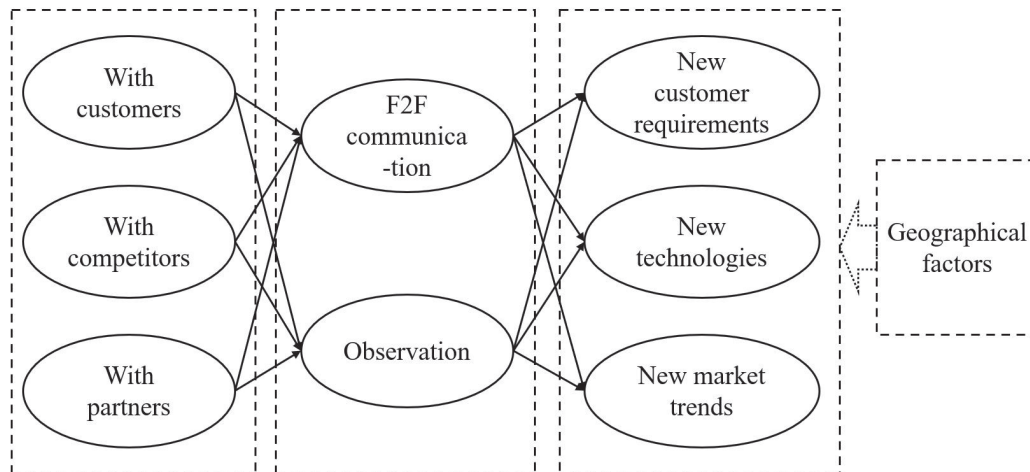 With
customers
With
competitors
With
partners
F2F
communica
-tion
Observation
New
customer
requirements
New
technologies
New market
trends
Geographical
factors